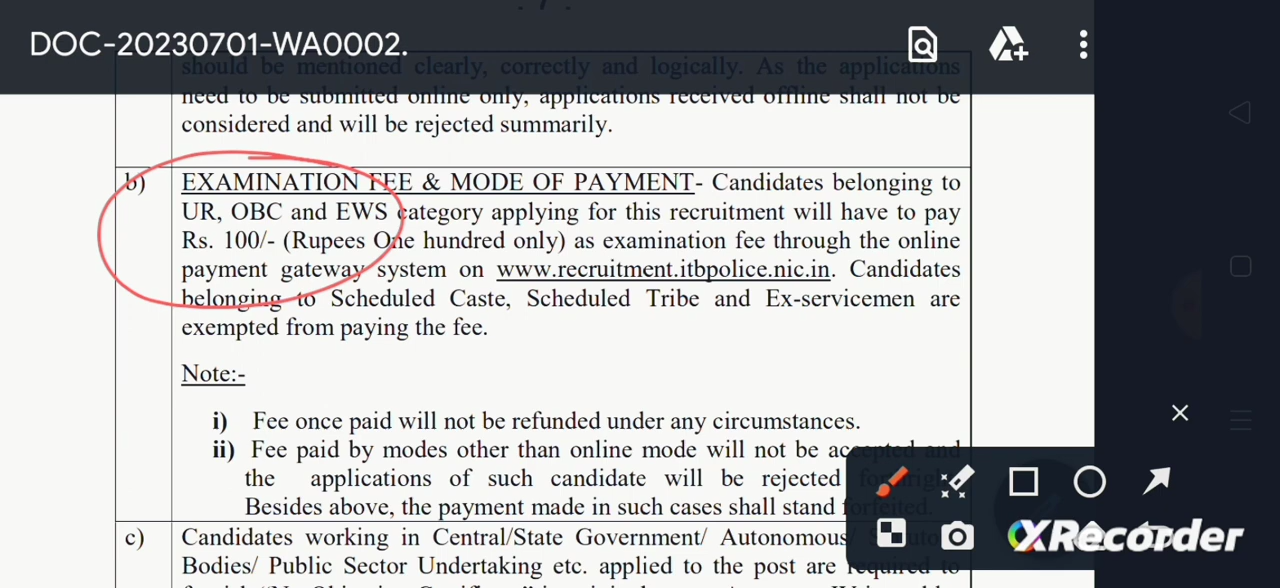 DOC-20230701-WA0002.
should be mentioned clearly, correctly and logically. As the applications
need to be submitted online only, applications received offline shall not be
considered and will be rejected summarily.
b) EXAMINATION FEE & MODE OF PAYMENT- Candidates belonging to
UR, OBC and EWS category applying for this recruitment will have to pay
Rs. 100/- (Rupees One hundred only) as examination fee through the online
payment gateway system on www.recruitment.itbpolice.nic.in. Candidates
belonging to Scheduled Caste, Scheduled Tribe and Ex-servicemen are
exempted from paying the fee.
Note:-
i) Fee once paid will not be refunded under any circumstances.
ii) Fee paid by modes other than online mode will not be accepted and
the applications of such candidate will be rejected
Besides above, the payment made in such cases shall stand forfeited.
c) Candidates working in Central/State Government/ Autonomous/
Bodies/ Public Sector Undertaking etc. applied to the post are required to
XRecorder